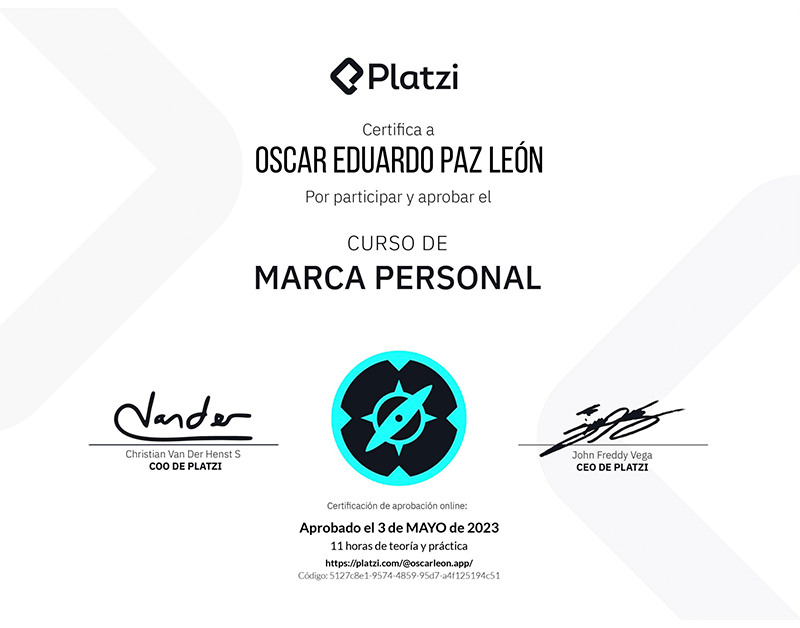 Platzi
Certifica a
OSCAR EDUARDO PAZ LEÓN
Por participar y aprobar el
CURSO DE
MARCA PERSONAL
Vander
Christian Van Der Henst S
COO DE PLATZI
John Freddy Vega
CEO DE PLATZI
Certificación de aprobación online:
Aprobado el 3 de MAYO de 2023
11 horas de teoría y práctica
https://platzi.com/@oscarleon.app/
Código: 5127c8e1-9574-4859-95d7-a4f125194c51